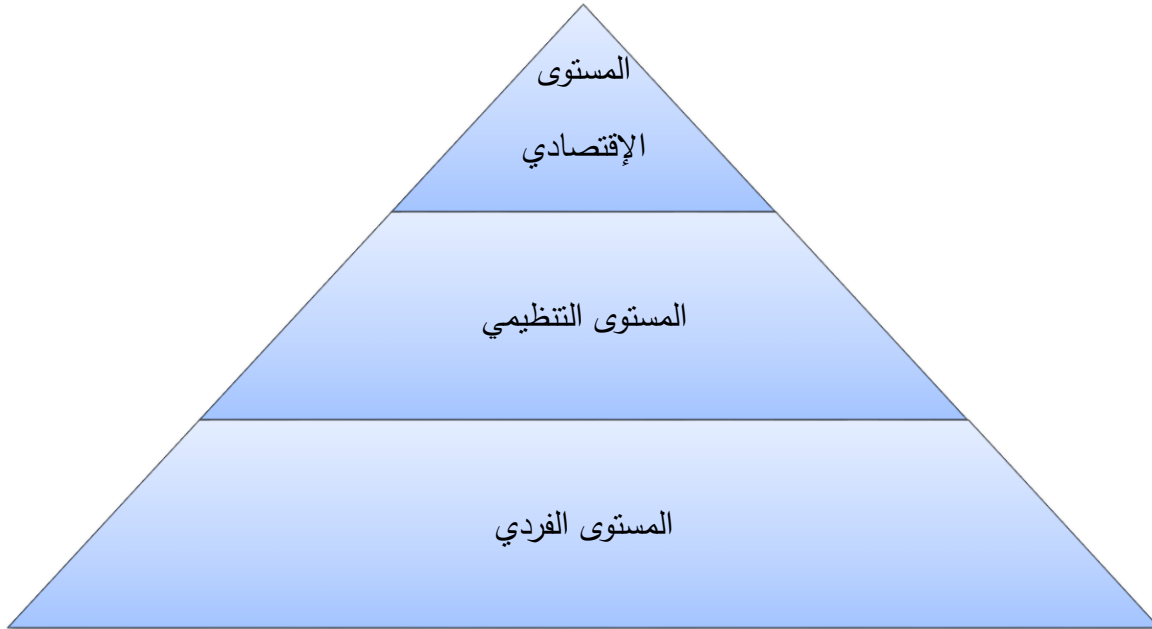 المستوى
الإقتصادي
المستوى التنظيمي
المستوى الفردي